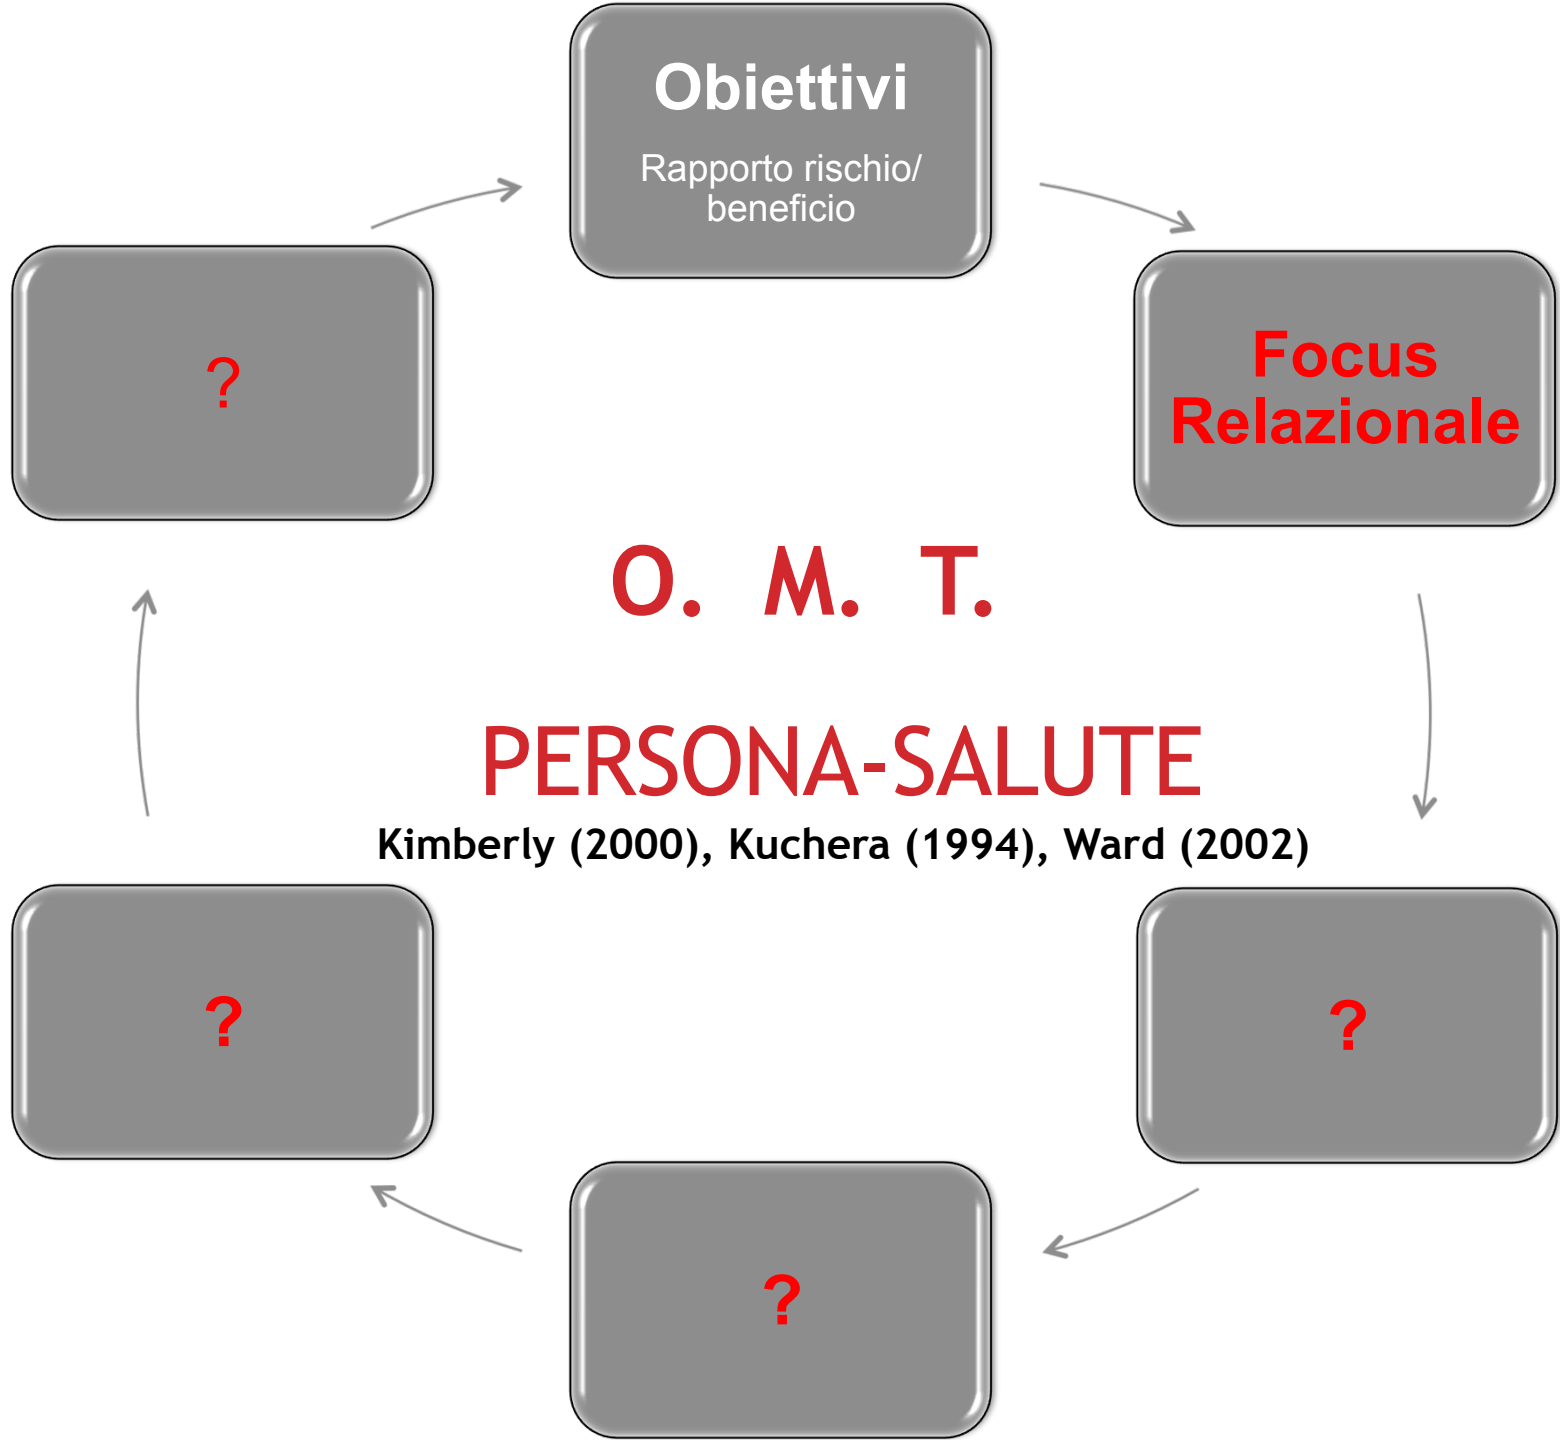 Obiettivi
Rapporto rischio/
beneficio
?
Focus
Relazionale
O. M. T.
PERSONA-SALUTE
Kimberly (2000), Kuchera (1994), Ward (2002)
?
?
?